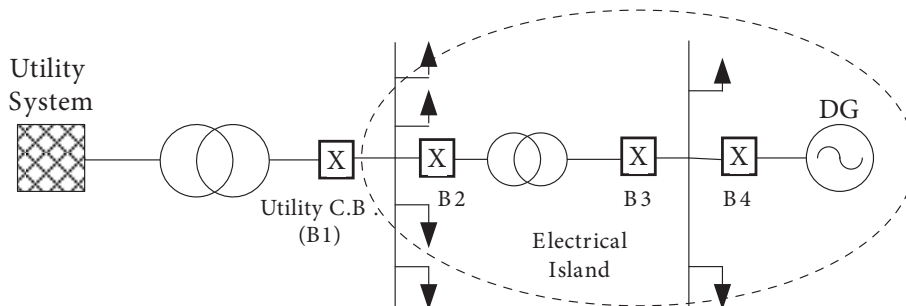 Utility
System
X
Utility C.B .
(B1)
X
B2
X
B3
X
B4
DG
Electrical
Island